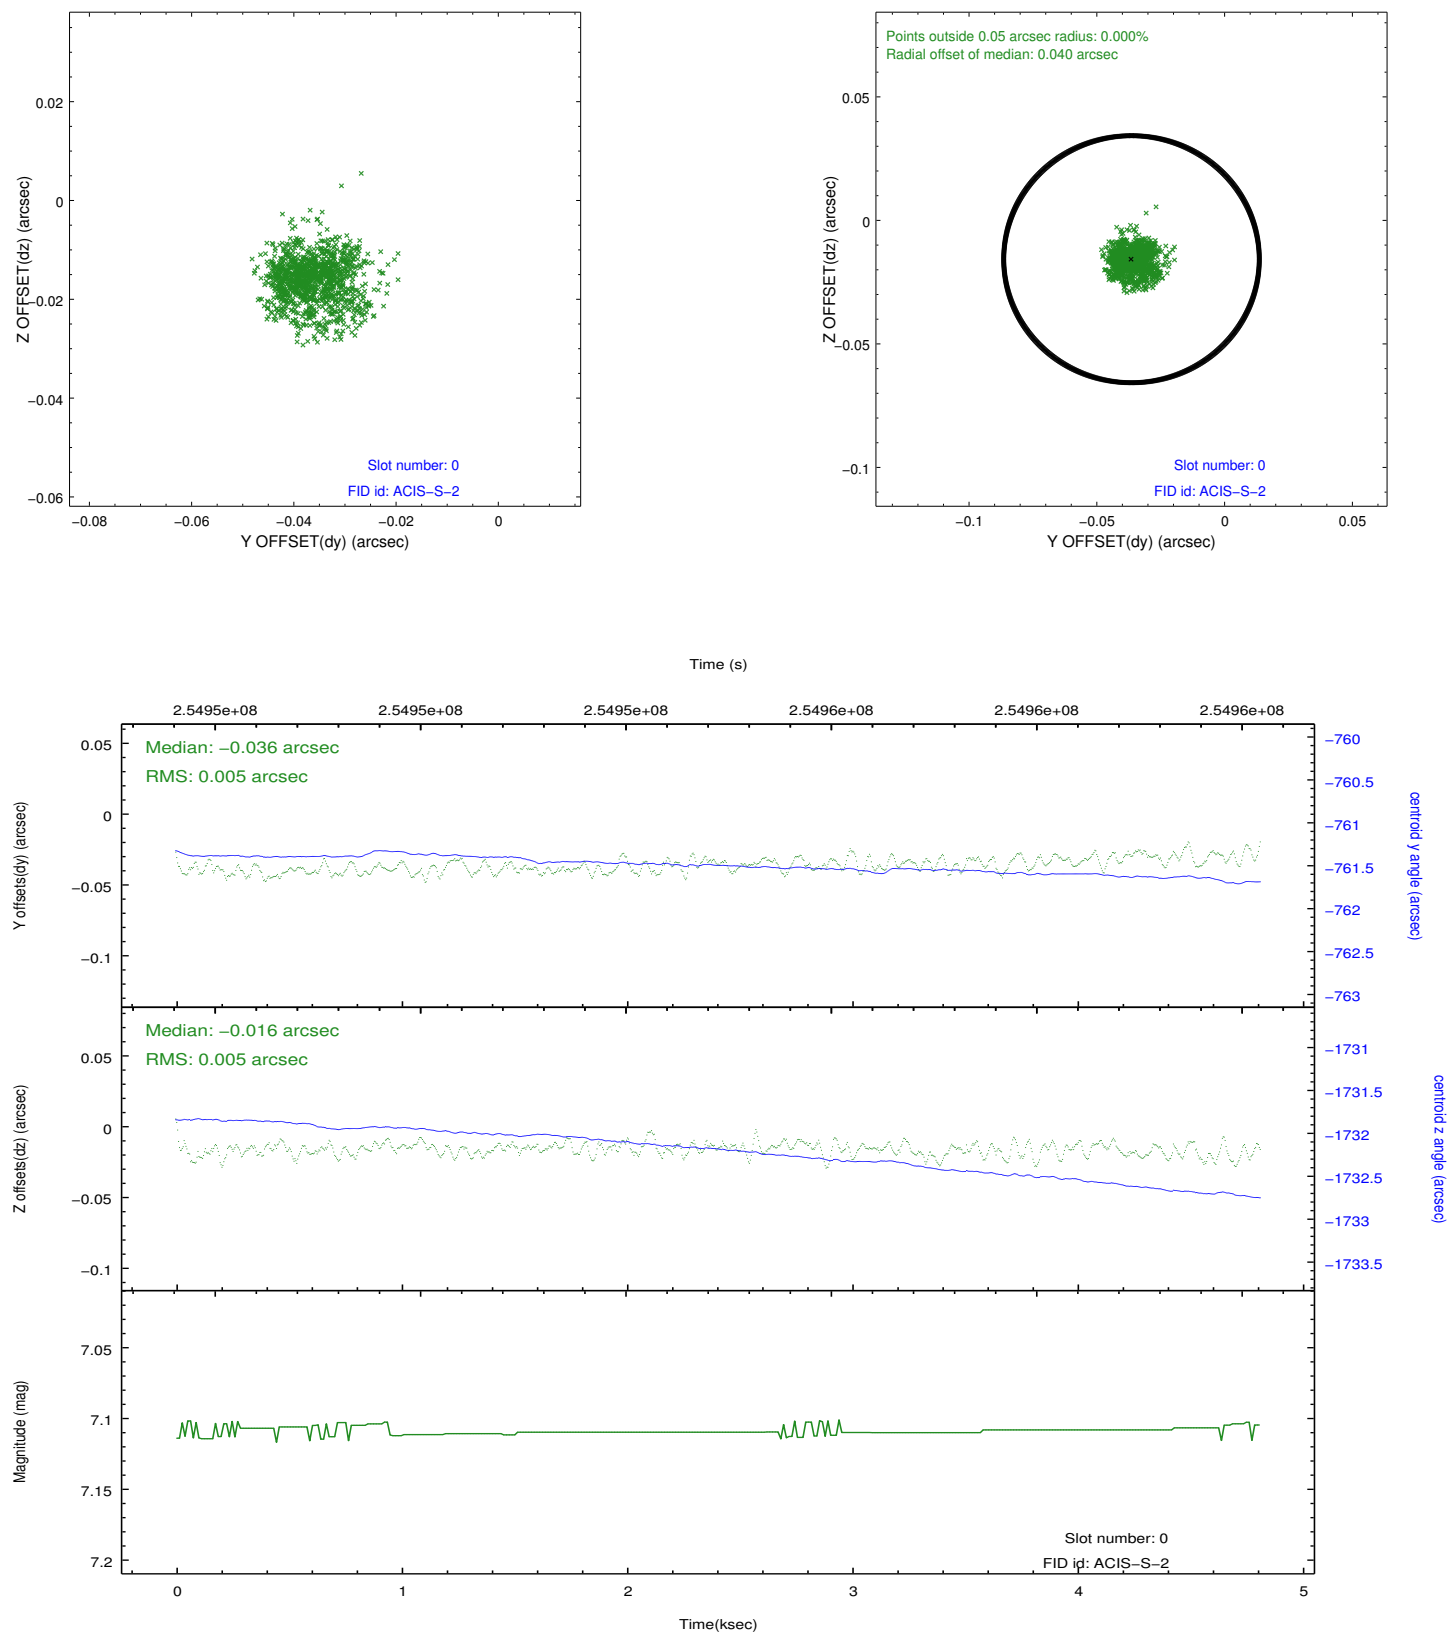 0.02
0
−0.02
−0.04
−0.06
Z OFFSET(dz) (arcsec)
Slot number: 0
FID id: ACIS−S−2
−0.08
−0.06
−0.04
−0.02
0
Y OFFSET(dy) (arcsec)
Points outside 0.05 arcsec radius: 0.000%
Radial offset of median: 0.040 arcsec
0.05
0
−0.05
−0.1
Z OFFSET(dz) (arcsec)
Slot number: 0
FID id: ACIS−S−2
−0.1
−0.05
0
0.05
Y OFFSET(dy) (arcsec)
Time (s)
2.5495e+08
2.5495e+08
2.5495e+08
2.5496e+08
2.5496e+08
2.5496e+08
Median: −0.036 arcsec
RMS: 0.005 arcsec
0.05
0
−0.05
−0.1
Y offsets(dy) (arcsec)
−760
−760.5
−761
−761.5
−762
−762.5
−763
centroid y angle (arcsec)
Median: −0.016 arcsec
RMS: 0.005 arcsec
0.05
0
−0.05
−0.1
Z offsets(dz) (arcsec)
−1731
−1731.5
−1732
−1732.5
−1733
−1733.5
centroid z angle (arcsec)
7.05
7.1
7.15
7.2
Magnitude (mag)
Slot number: 0
FID id: ACIS−S−2
0
1
2
3
4
5
Time(ksec)